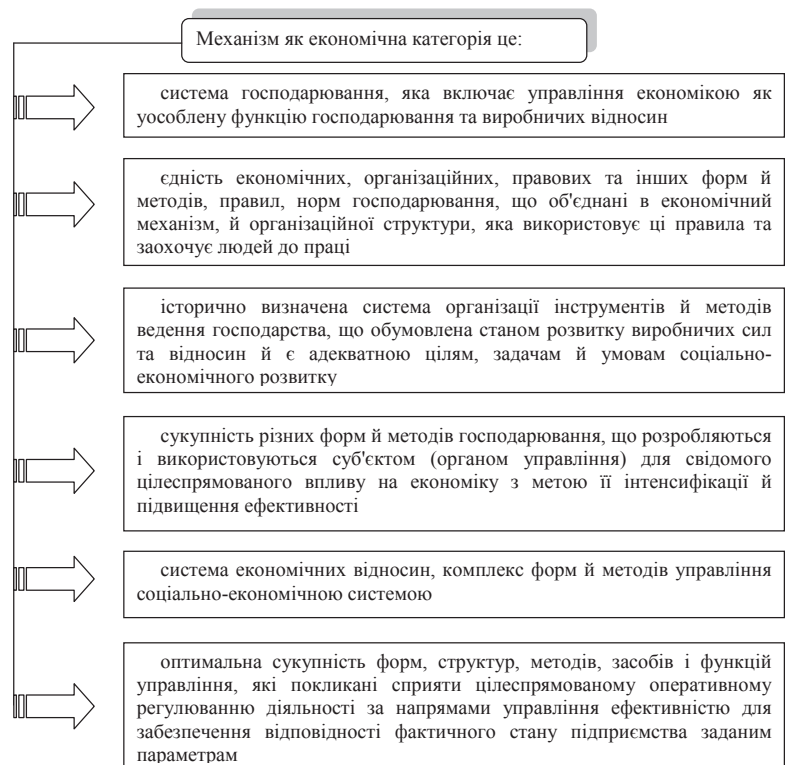 Механізм як економічна категорія це:
система господарювання, яка включає управління економікою як
уособлену функцію господарювання та виробничих відносин
єдність економічних, організаційних, правових та інших форм й
методів, правил, норм господарювання, що об'єднані в економічний
механізм, й організаційної структури, яка використовує ці правила та
заохочує людей до праці
історично визначена система організації інструментів й методів
ведення господарства, що обумовлена станом розвитку виробничих сил
та відносин й є адекватною цілям, задачам й умовам соціально-
економічного розвитку
сукупність різних форм й методів господарювання, що розробляються
і використовуються суб'єктом (органом управління) для свідомого
цілеспрямованого впливу на економіку з метою її інтенсифікації й
підвищення ефективності
система економічних відносин, комплекс форм й методів управління
соціально-економічною системою
оптимальна сукупність форм, структур, методів, засобів і функцій
управління, які покликані сприяти цілеспрямованому оперативному
регулюванню діяльності за напрямами управління ефективністю для
забезпечення відповідності фактичного стану підприємства заданим
параметрам